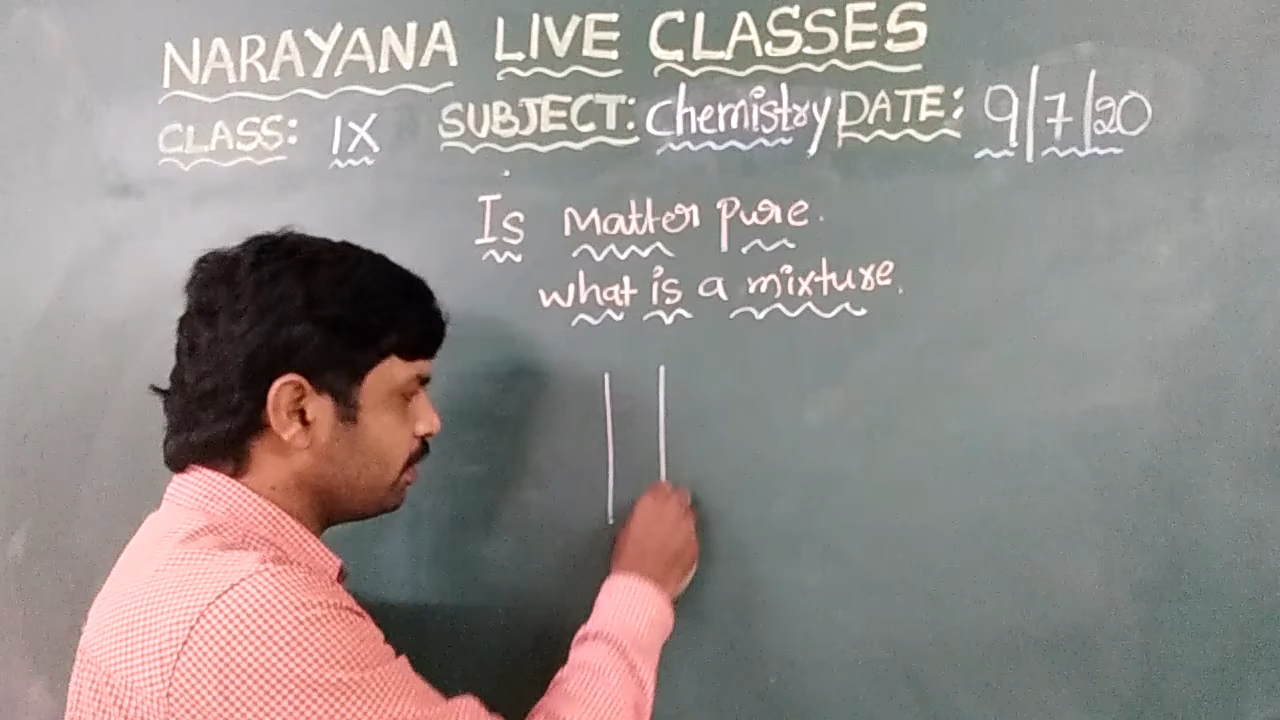 NARAYANA LIVE CLASSES
CLASS: IX SUBJECT: Chemistry DATE: 9/7/20
Is Matter Pure.
what is a mixture.